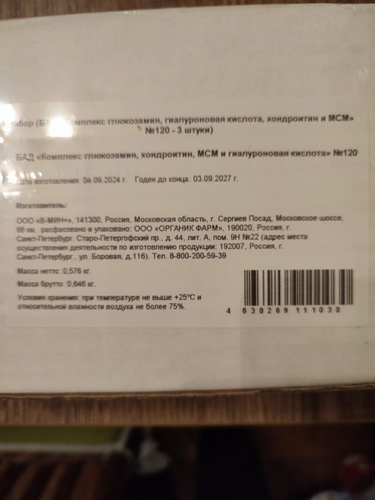 бор (БАД «Комплекс глюкозамин, гиалуроновая кислота, хондроитин и МСМ»
№120 - 3 штуки)
БАД «Комплекс глюкозамин, хондроитин, МСМ и гиалуроновая кислота» №120
Дата изготовления: 04.09.2024 г. Годен до конца: 03.09.2027 г.
Изготовитель:
ООО «В-МИН+», 141300, Россия, Московская область, г. Сергиев Посад, Московское шоссе,
68 км. расфасовано и упаковано: ООО «ОРГАНИК ФАРМ», 190020, Россия, г.
Санкт-Петербург, Старо-Петергофский пр., д. 44, лит. А, пом. 9Н №22 (адрес места
осуществления деятельности по изготовлению продукции: 192007, Россия, г.
Санкт-Петербург, ул. Боровая, д.116). Тел. 8-800-200-59-39
Масса нетто: 0,576 кг.
Масса брутто: 0,646 кг.
Условия хранения: при температуре не выше +25°С и
относительной влажности воздуха не более 75%.
4 630269 111030